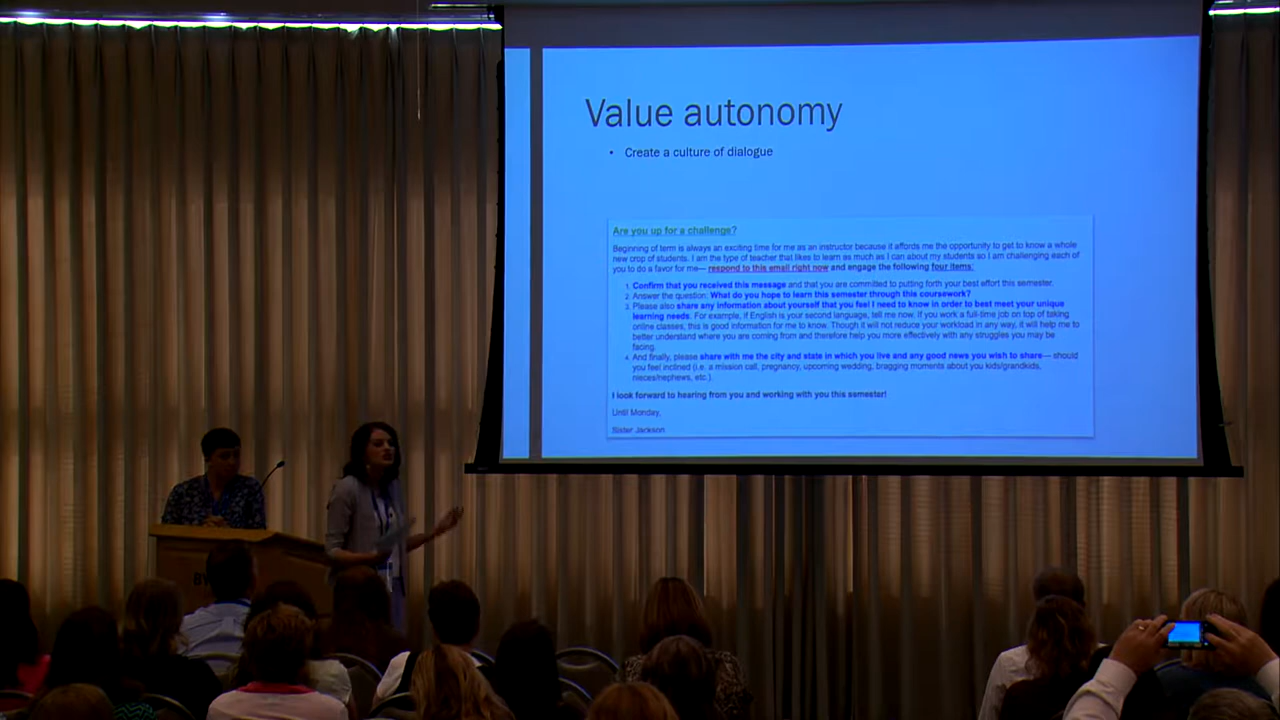 Value autonomy
• Create a culture of dialogue
Are you up for a challenge?
Beginning of term is always an exciting time for me as an instructor because it affords me the opportunity to get to know a whole
new crop of students. I am the type of teacher that likes to learn as much as I can about my students so I am challenging each of
you to do a favor for me— respond to this email right now and engage the following four items:
1. Confirm that you received this message and that you are committed to putting forth your best effort this semester.
2. Answer the question: What do you hope to learn this semester through this coursework?
3. Please also share any information about yourself that you feel I need to know in order to best meet your unique
learning needs. For example, if English is your second language, tell me now. If you work a full-time job on top of taking
online classes, this is good information for me to know. Though it will not reduce your workload in any way, it will help me to
better understand where you are coming from and therefore help you more effectively with any struggles you may be
facing.
4. And finally, please share with me the city and state in which you live and any good news you wish to share— should
you feel inclined (i.e. a mission call, pregnancy, upcoming wedding, bragging moments about you kids/grandkids,
nieces/nephews, etc.)
I look forward to hearing from you and working with you this semester!
Until Monday,
Sister Jackson